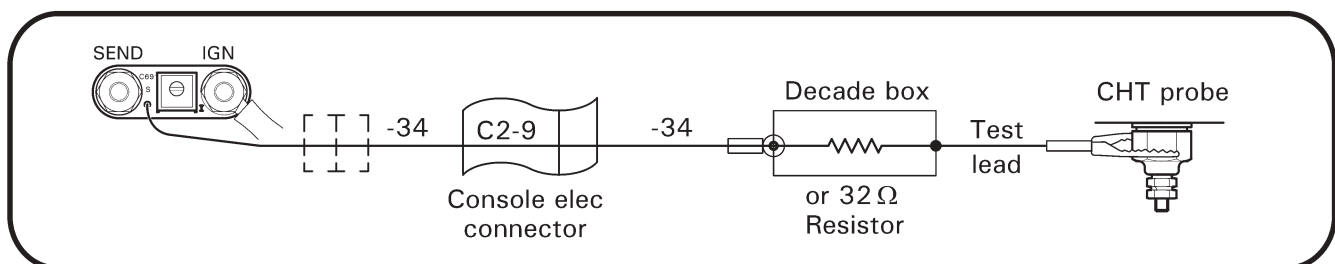 SEND
IGN
C69
S
I
-34
C2-9
-34
Console elec
connector
Decade box
or 32 Ω
Resistor
Test
lead
CHT probe